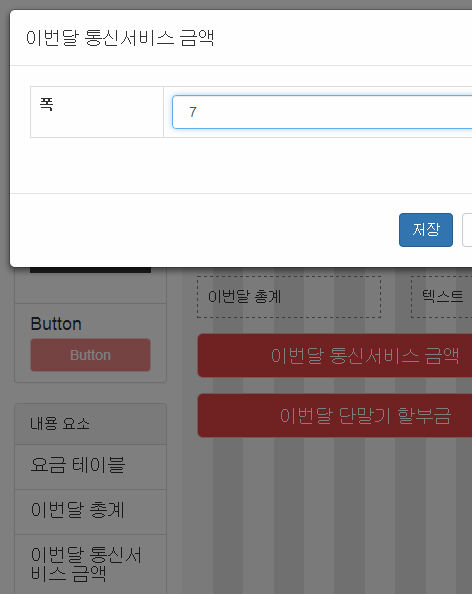 이번달 통신서비스 금액
폭
7
저장
이번달 총계
텍스트
Button
Button
이번달 통신서비스 금액
이번달 단말기 할부금
내용 요소
요금 테이블
이번달 총계
이번달 통신서
비스 금액